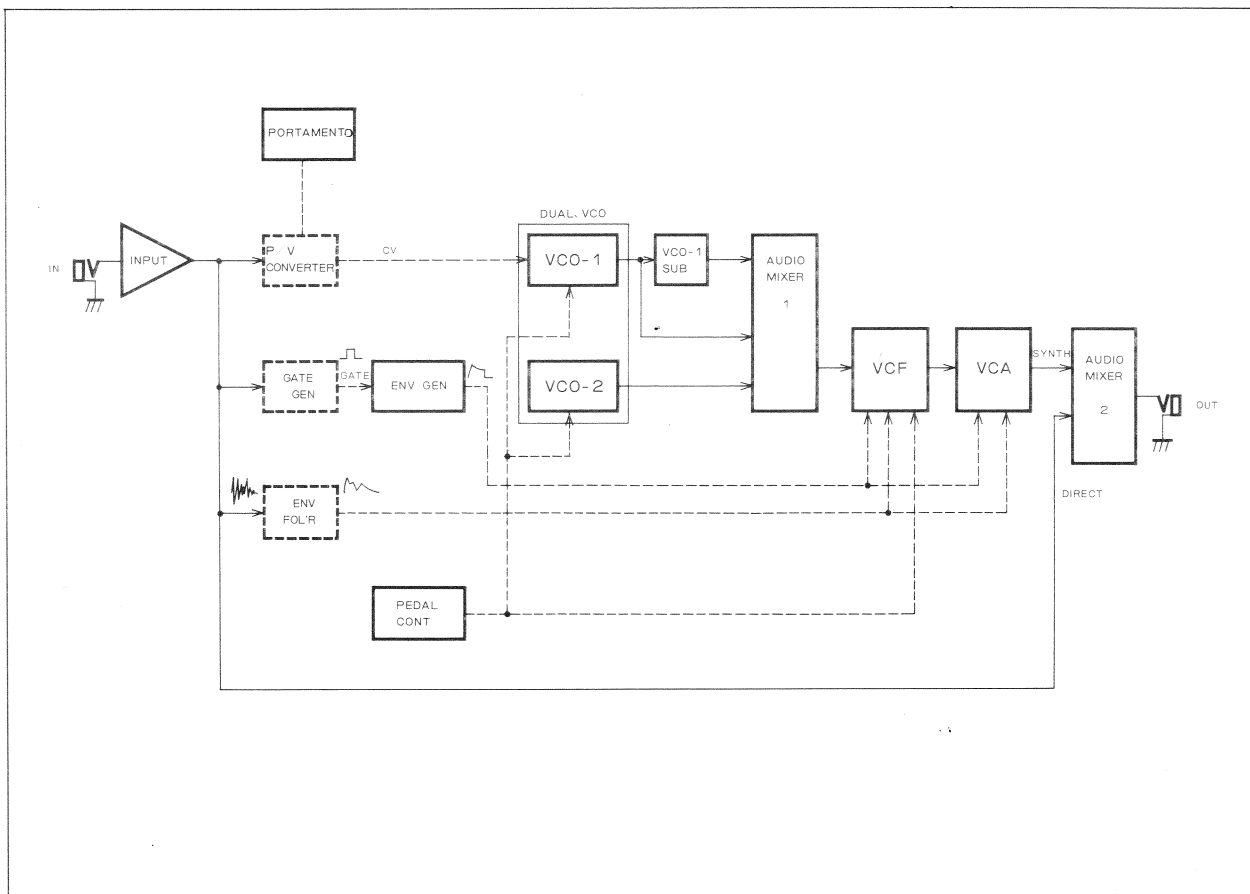 PORTAMENTO
DUAL, VCO
IN
INPUT
P/V
CONVERTER
CV
VCO-1
VCO-1
SUB
AUDIO
MIXER
1
GATE
GEN
GATE
ENV GEN
VCO-2
VCF
VCA
SYNTH
AUDIO
MIXER
2
OUT
ENV
FOL'R
DIRECT
PEDAL
CONT